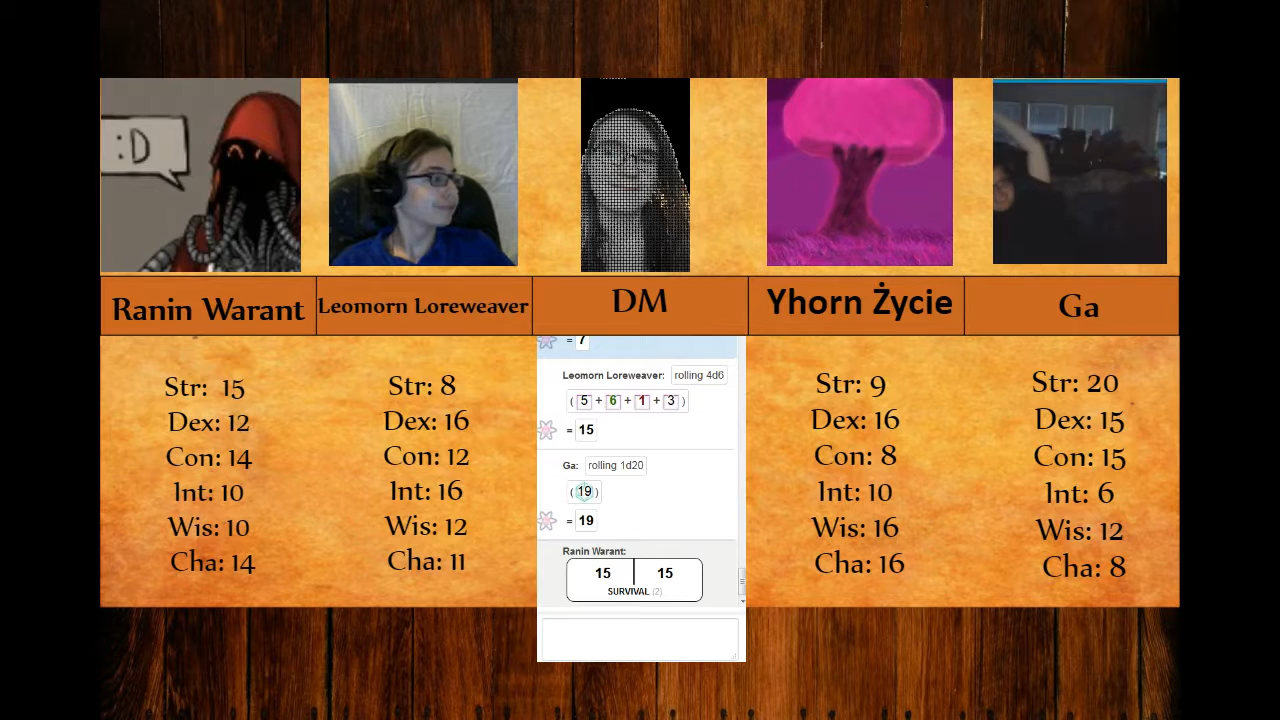 :D
Ranin Warant
Leomorn Loreweaver
DM
Yhorn Życie
Ga
Str: 15
Dex: 12
Con: 14
Int: 10
Wis: 10
Cha: 14
Str: 8
Dex: 16
Con: 12
Int: 16
Wis: 12
Cha: 11
= 7
Leomorn Loreweaver: rolling 4d6
(5+6+1+3)
= 15
Ga: rolling 1d20
(19)
= 19
Ranin Warant:
15 15
SURVIVAL (2)
Str: 9
Dex: 16
Con: 8
Int: 10
Wis: 16
Cha: 16
Str: 20
Dex: 15
Con: 15
Int: 6
Wis: 12
Cha: 8